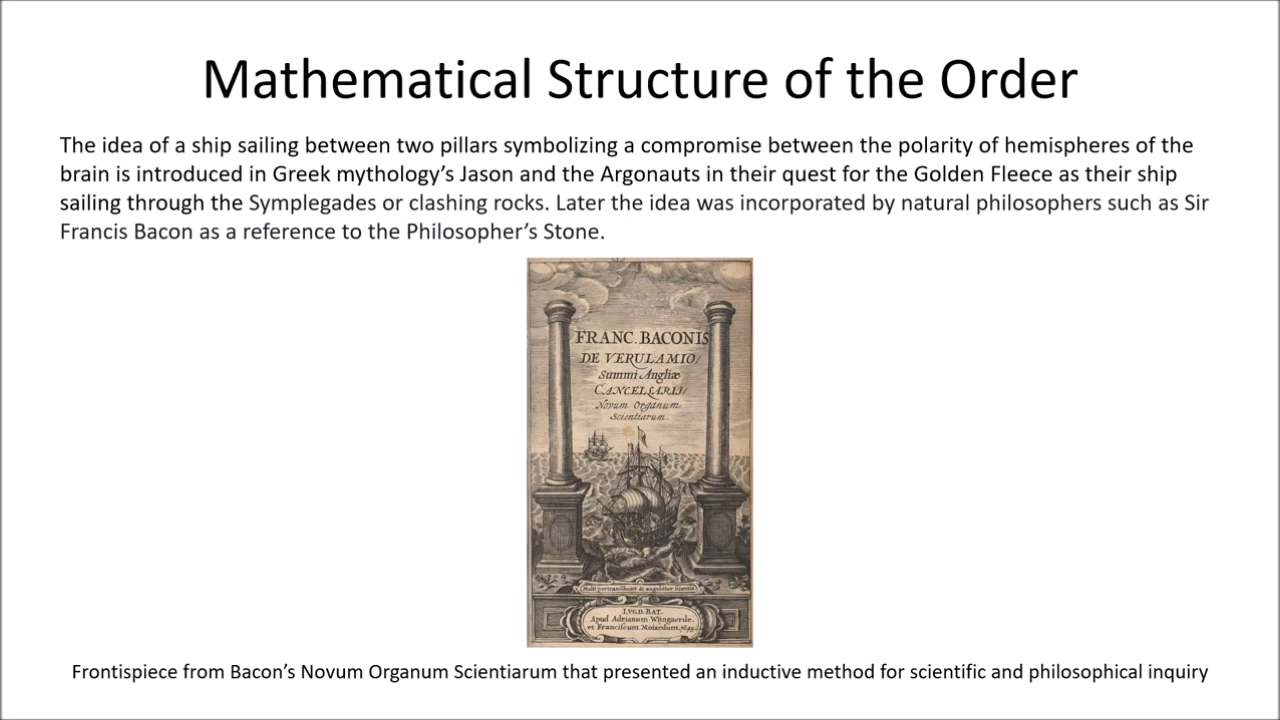 Mathematical Structure of the Order
The idea of a ship sailing between two pillars symbolizing a compromise between the polarity of hemispheres of the
brain is introduced in Greek mythology’s Jason and the Argonauts in their quest for the Golden Fleece as their ship
sailing through the Symplegades or clashing rocks. Later the idea was incorporated by natural philosophers such as Sir
Francis Bacon as a reference to the Philosopher’s Stone.
FRANC. BACONIS
DE VERULAMIO/
Summi Angliæ
CANCELSARIJ/
Novum Organum
Scientiarum.
Multi pertransibunt & augebitur scientia
LVGD. BAT.
Apud Adrianum Wijngaerde.
et Franciscum Moiardum.
Frontispiece from Bacon’s Novum Organum Scientiarum that presented an inductive method for scientific and philosophical inquiry